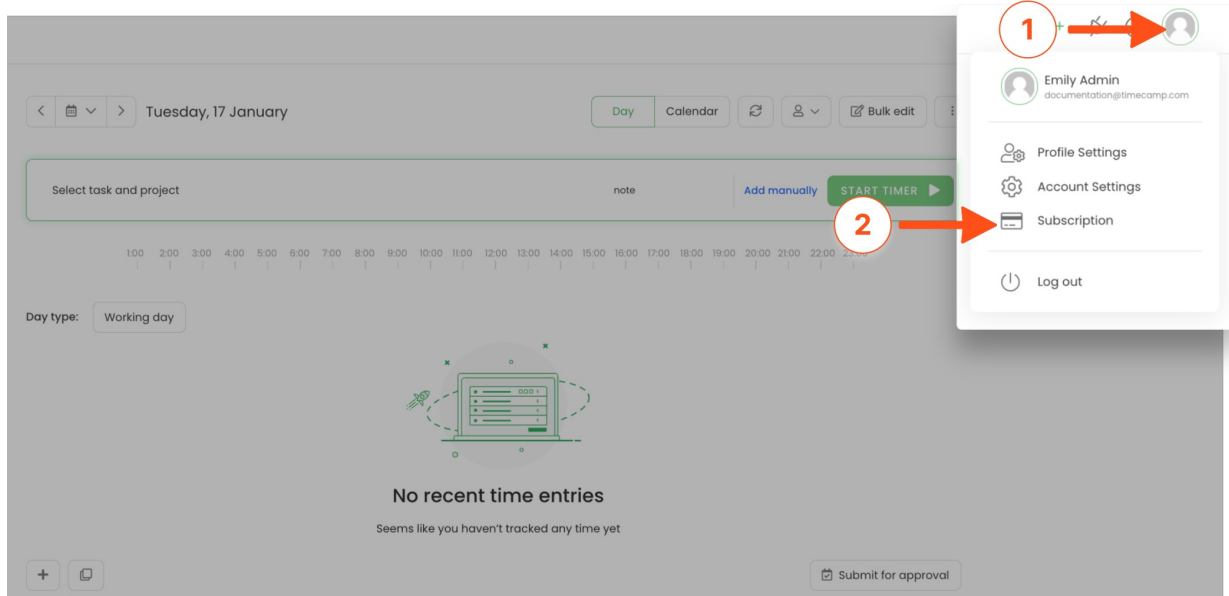 1
Tuesday, 17 January
Day
Calendar
Bulk edit
Emily Admin
documentation@timecamp.com
Profile Settings
Account Settings
Subscription
Log out
2
Select task and project
note
Add manually
START TIMER
1:00 2:00 3:00 4:00 5:00 6:00 7:00 8:00 9:00 10:00 11:00 12:00 13:00 14:00 15:00 16:00 17:00 18:00 19:00 20:00 21:00 22:00 23:00
Day type:
Working day
No recent time entries
Seems like you haven't tracked any time yet
Submit for approval